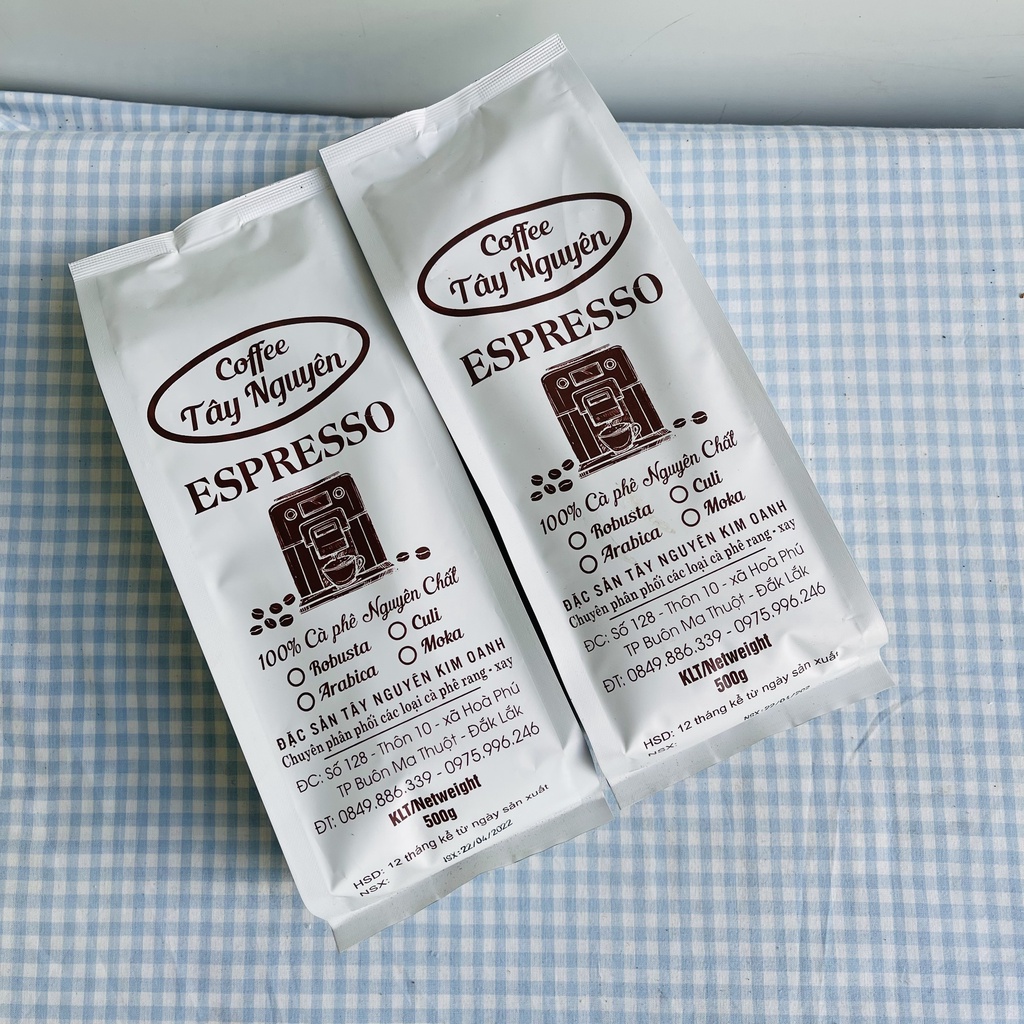 Coffee
Tây Nguyên
ESPRESSO
100% Cà phê Nguyên Chất
Robusta
Culi
Arabica
Moka
ĐẶC SẢN TÂY NGUYÊN KIM OANH
Chuyên phân phối các loại cà phê rang - xay
ĐC: Số 128 - Thôn 10 - xã Hoà Phú
TP Buôn Ma Thuột - Đắk Lắk
ĐT: 0849.886.339 - 0975.996.246
KLT/Netweight
500g
HSD: 12 tháng kể từ ngày sản xuất
NSX:
22/04/2022
Coffee
Tây Nguyên
ESPRESSO
100% Cà phê Nguyên Chất
Robusta
Culi
Arabica
Moka
ĐẶC SẢN TÂY NGUYÊN KIM OANH
Chuyên phân phối các loại cà phê rang - xay
ĐC: Số 128 - Thôn 10 - xã Hoà Phú
TP Buôn Ma Thuột - Đắk Lắk
ĐT: 0849.886.339 - 0975.996.246
KLT/Netweight
500g
HSD: 12 tháng kể từ ngày sản xuất
NSX: